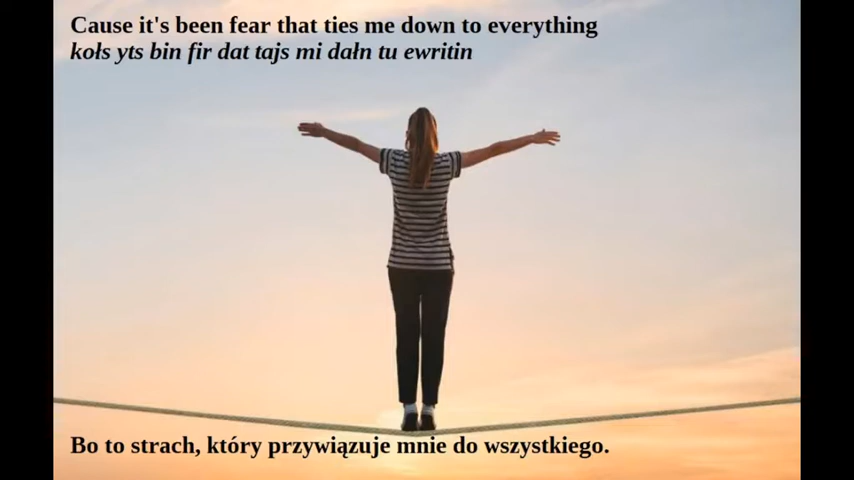 Cause it's been fear that ties me down to everything
kołs yts bin fir dat tajs mi dałn tu ewritin
Bo to strach, który przywiązuje mnie do wszystkiego.